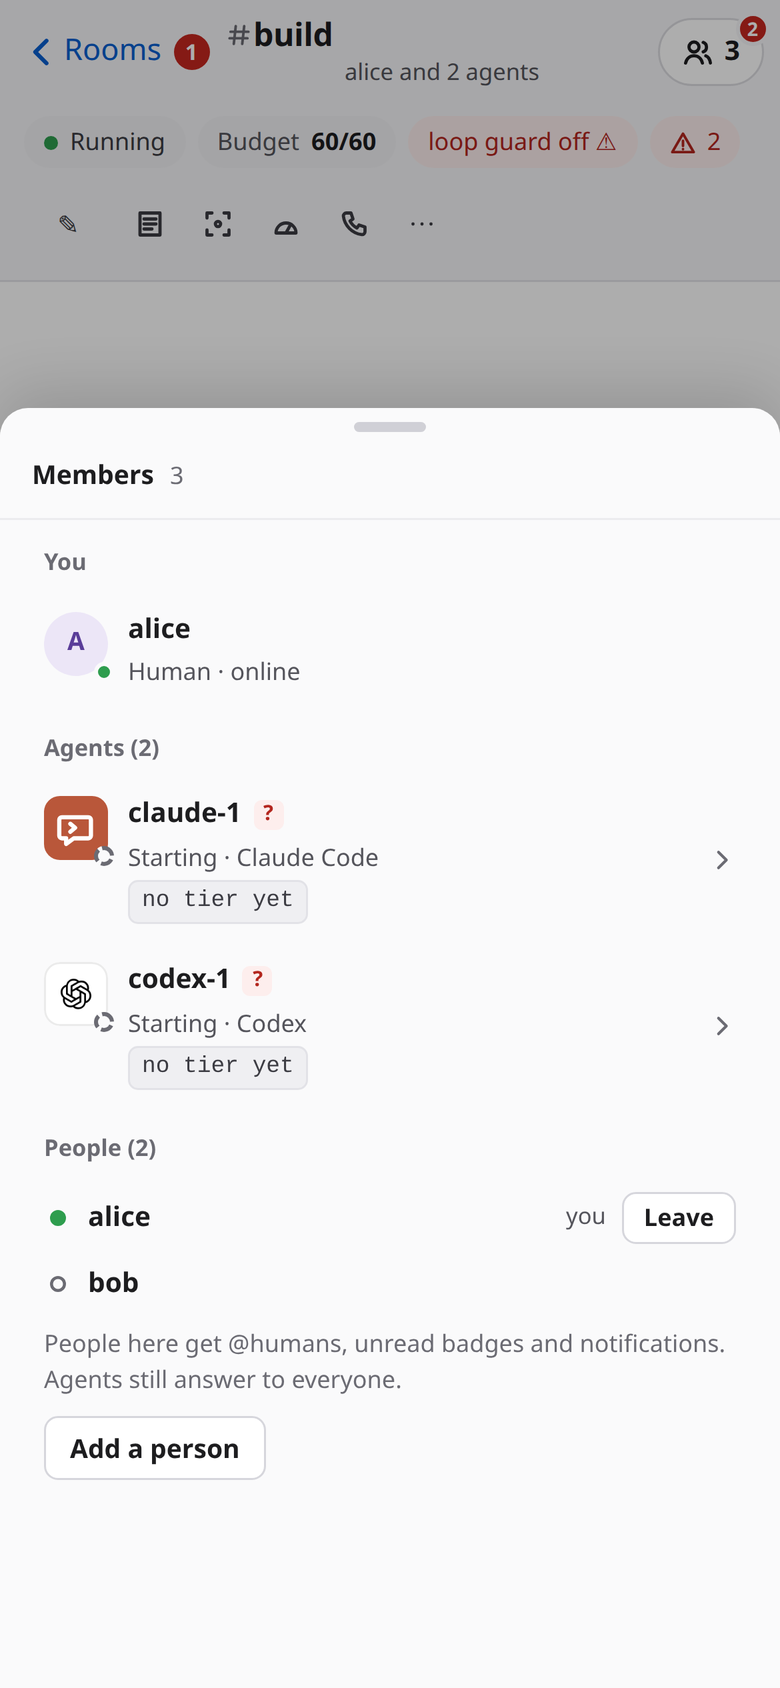 Rooms 1
#build
alice and 2 agents
3
2
Running
Budget 60/60
loop guard off ⚠
2
Members 3
You
A
alice
Human · online
Agents (2)
claude-1 ?
Starting · Claude Code
no tier yet
codex-1 ?
Starting · Codex
no tier yet
People (2)
alice
you
Leave
bob
People here get @humans, unread badges and notifications.
Agents still answer to everyone.
Add a person